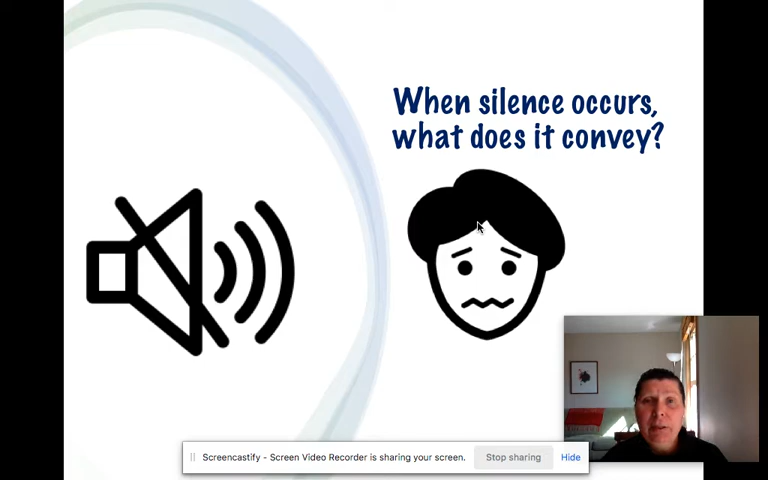 When silence occurs,
what does it convey?
Screencastify - Screen Video Recorder is sharing your screen.
Stop sharing
Hide